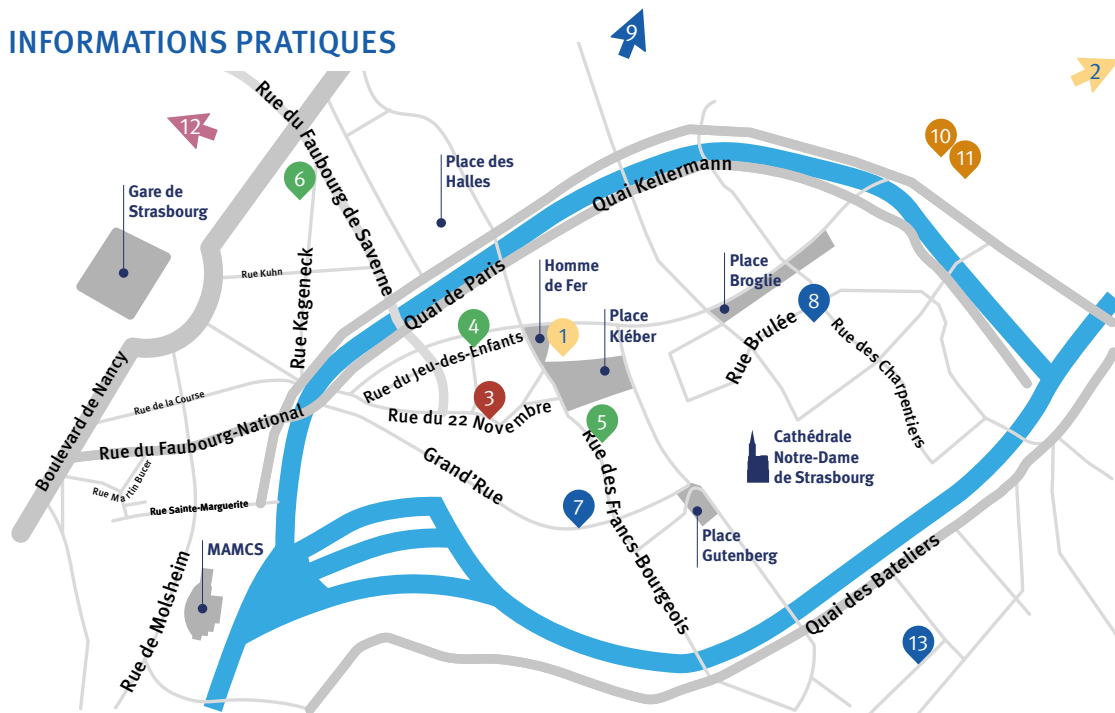 INFORMATIONS PRATIQUES
9
2
12
10
11
6
Rue du Faubourg de Saverne
Place des
Halles
Quai Kellermann
Gare de
Strasbourg
Rue Kuhn
Rue Kageneck
Quai de Paris
Homme
de Fer
Place
Broglie
8
4
1
Place
Kléber
Rue du Jeu-des-Enfants
Rue Brulée
Rue des Charpentiers
Boulevard de Nancy
Rue de la Course
3
Rue du 22 Novembre
5
Rue du Faubourg-National
Grand'Rue
Cathédrale
Notre-Dame
de Strasbourg
Rue Martin Bucer
Rue Sainte-Marguerite
7
Rue des Francs-Bourgeois
Place
Gutenberg
MAMCS
Rue de Molsheim
Quai des Bateliers
13